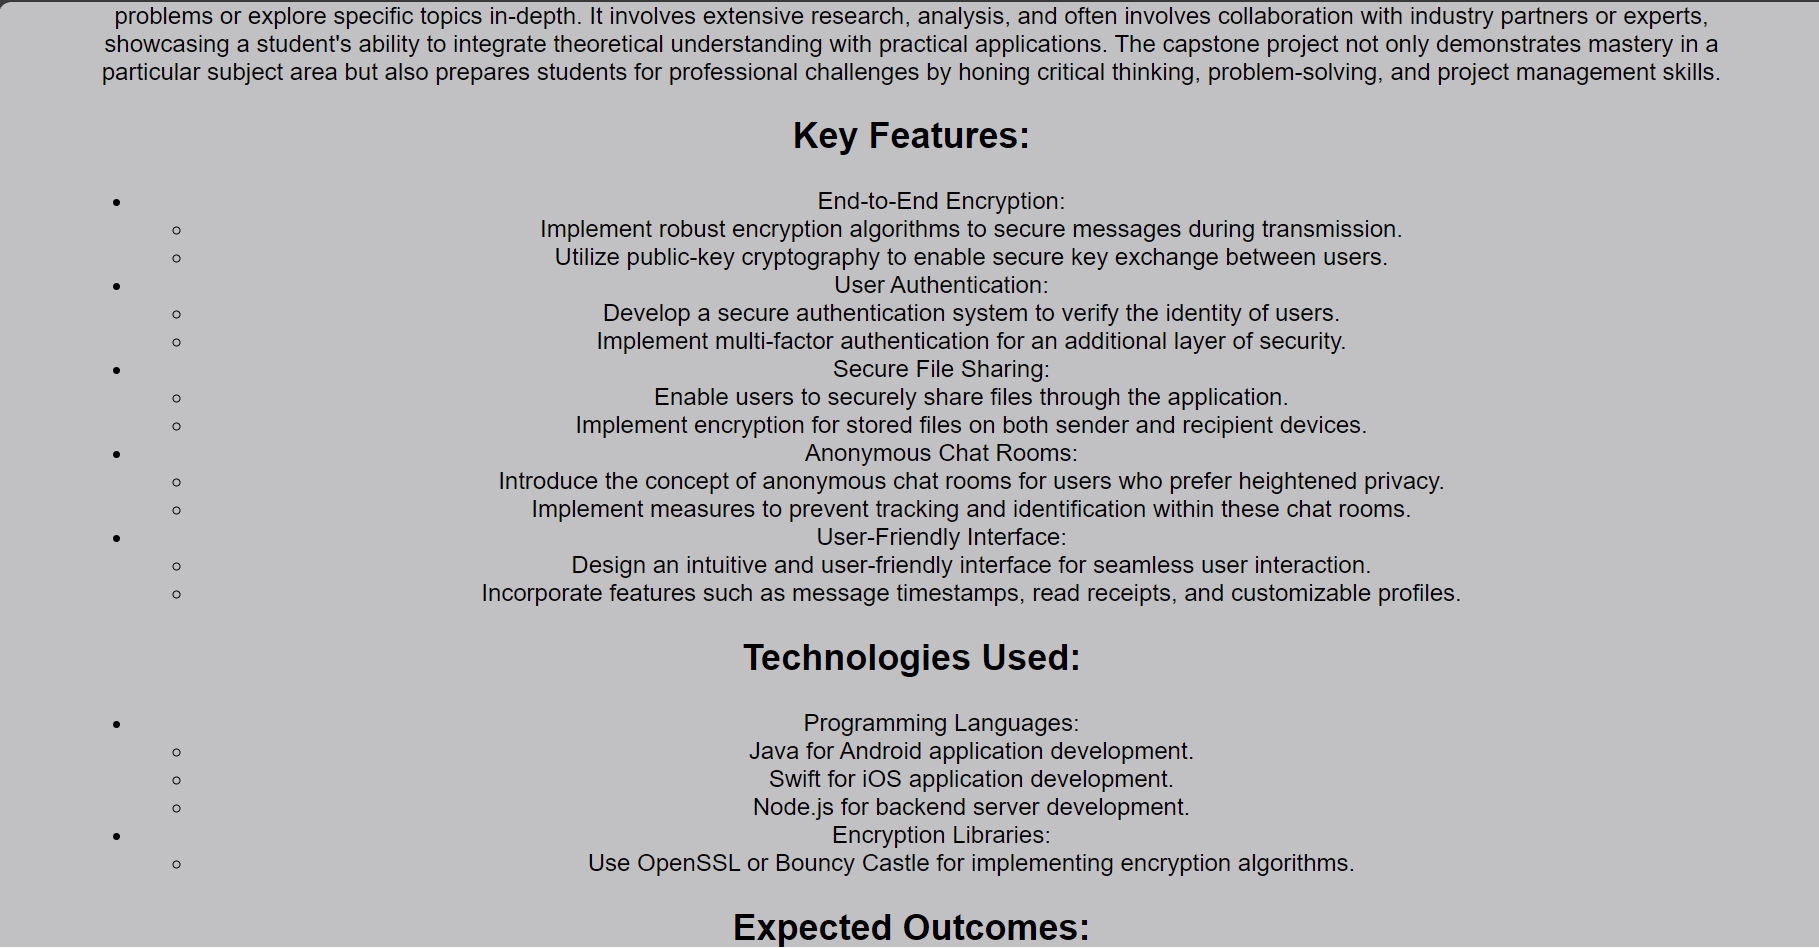 problems or explore specific topics in-depth. It involves extensive research, analysis, and often involves collaboration with industry partners or experts,
showcasing a student's ability to integrate theoretical understanding with practical applications. The capstone project not only demonstrates mastery in a
particular subject area but also prepares students for professional challenges by honing critical thinking, problem-solving, and project management skills.
Key Features:
• End-to-End Encryption:
○ Implement robust encryption algorithms to secure messages during transmission.
○ Utilize public-key cryptography to enable secure key exchange between users.
• User Authentication:
○ Develop a secure authentication system to verify the identity of users.
○ Implement multi-factor authentication for an additional layer of security.
• Secure File Sharing:
○ Enable users to securely share files through the application.
○ Implement encryption for stored files on both sender and recipient devices.
• Anonymous Chat Rooms:
○ Introduce the concept of anonymous chat rooms for users who prefer heightened privacy.
○ Implement measures to prevent tracking and identification within these chat rooms.
• User-Friendly Interface:
○ Design an intuitive and user-friendly interface for seamless user interaction.
○ Incorporate features such as message timestamps, read receipts, and customizable profiles.
Technologies Used:
• Programming Languages:
○ Java for Android application development.
○ Swift for iOS application development.
○ Node.js for backend server development.
• Encryption Libraries:
○ Use OpenSSL or Bouncy Castle for implementing encryption algorithms.
Expected Outcomes: